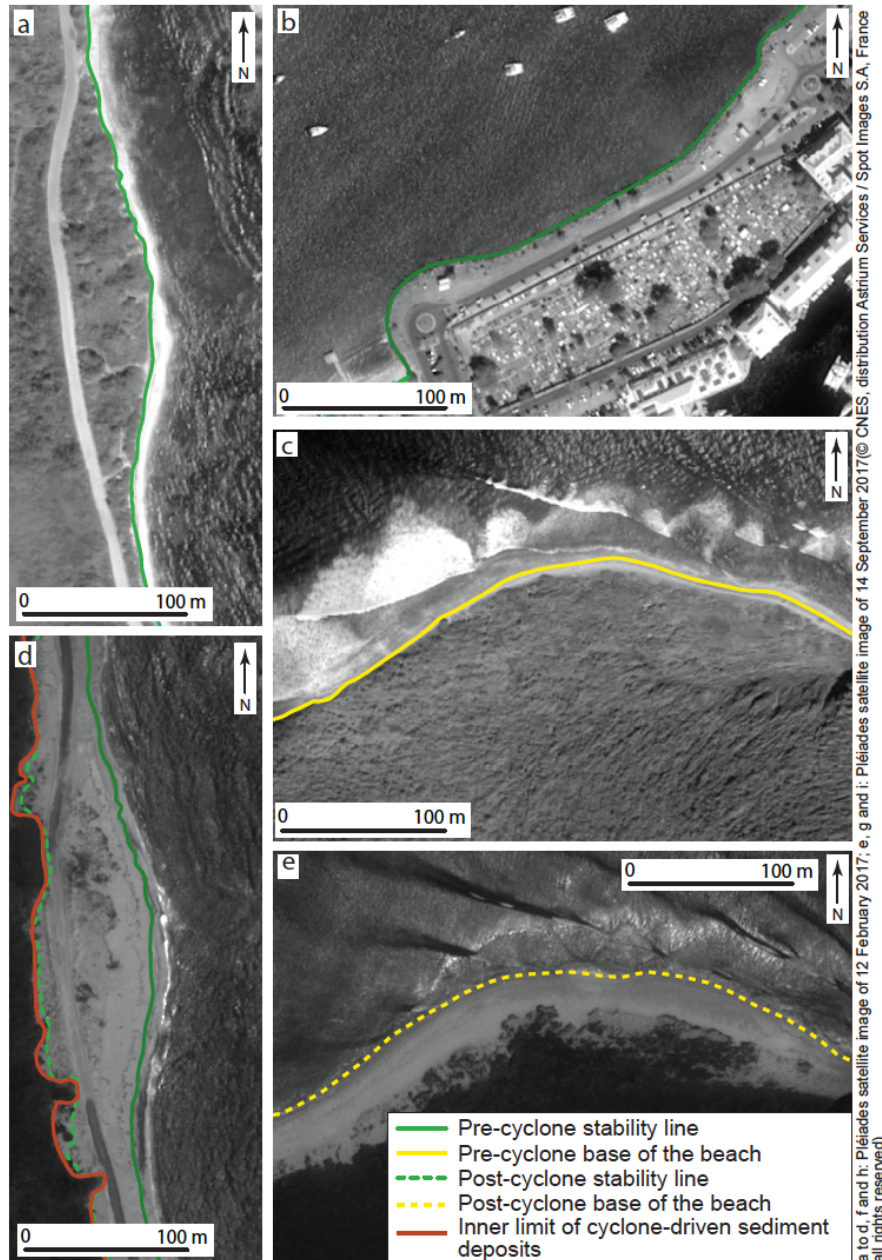 a
N
0 100 m
b
N
0 100 m
c
N
0 100 m
d
N
0 100 m
e
0 100 m
N
Pre-cyclone stability line
Pre-cyclone base of the beach
Post-cyclone stability line
Post-cyclone base of the beach
Inner limit of cyclone-driven sediment
deposits
a to d, f and h: Pléiades satellite image of 12 February 2017; e, g and i: Pléiades satellite image of 14 September 2017(© CNES, distribution Astrium Services / Spot Images S.A, France
all rights reserved)